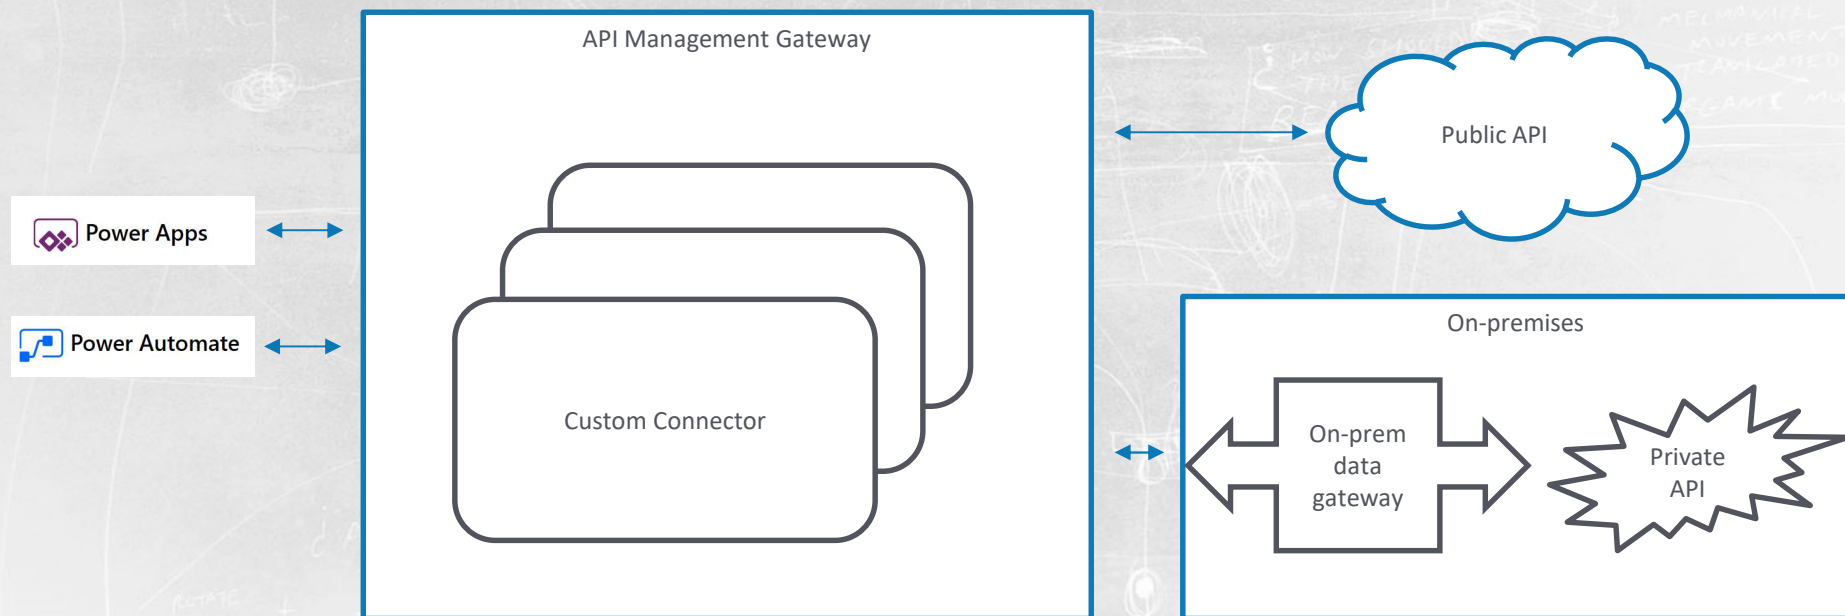 API Management Gateway
Power Apps
Power Automate
Custom Connector
Public API
On-premises
On-prem
data
gateway
Private
API